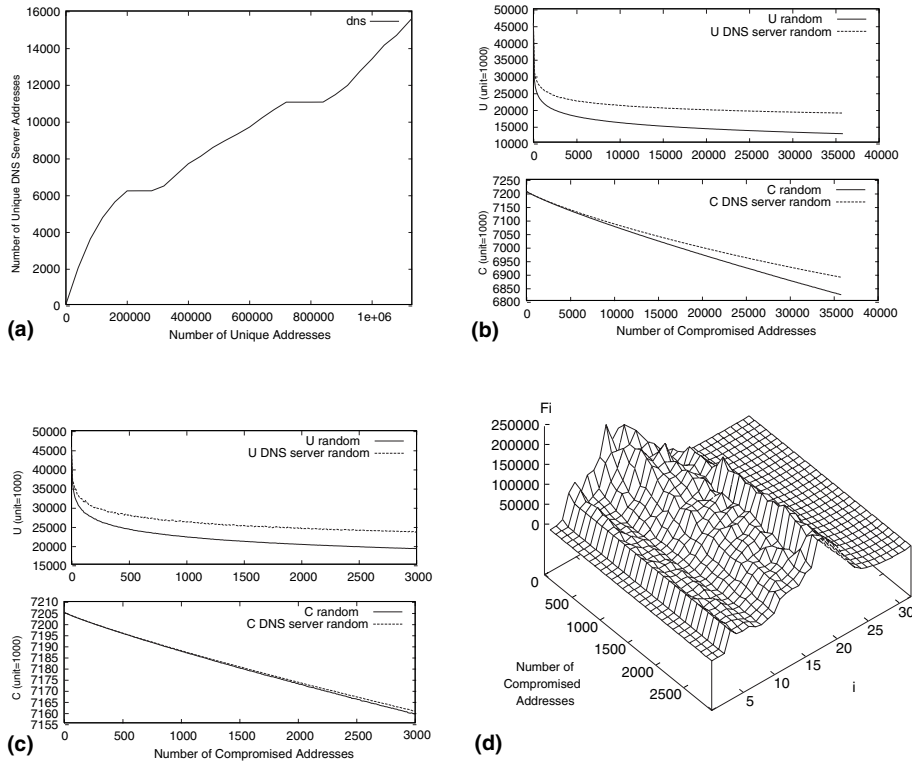 16000
14000
12000
10000
8000
6000
4000
2000
0
Number of Unique DNS Server Addresses
dns
0 200000 400000 600000 800000 1e+06
Number of Unique Addresses
(a)
50000
45000
40000
35000
30000
25000
20000
15000
10000
U (unit=1000)
U random
U DNS server random
0 5000 10000 15000 20000 25000 30000 35000 40000
7250
7200
7150
7100
7050
7000
6950
6900
6850
6800
C (unit=1000)
C random
C DNS server random
0 5000 10000 15000 20000 25000 30000 35000 40000
Number of Compromised Addresses
(b)
50000
45000
40000
35000
30000
25000
20000
15000
U (unit=1000)
U random
U DNS server random
0 500 1000 1500 2000 2500 3000
7210
7205
7200
7195
7190
7185
7180
7175
7170
7165
7160
7155
C (unit=1000)
C random
C DNS server random
0 500 1000 1500 2000 2500 3000
Number of Compromised Addresses
(c)
Fi
250000
200000
150000
100000
50000
0
0
500
1000
1500
2000
2500
Number of
Compromised
Addresses
5
10
15
20
25
30
i
(d)